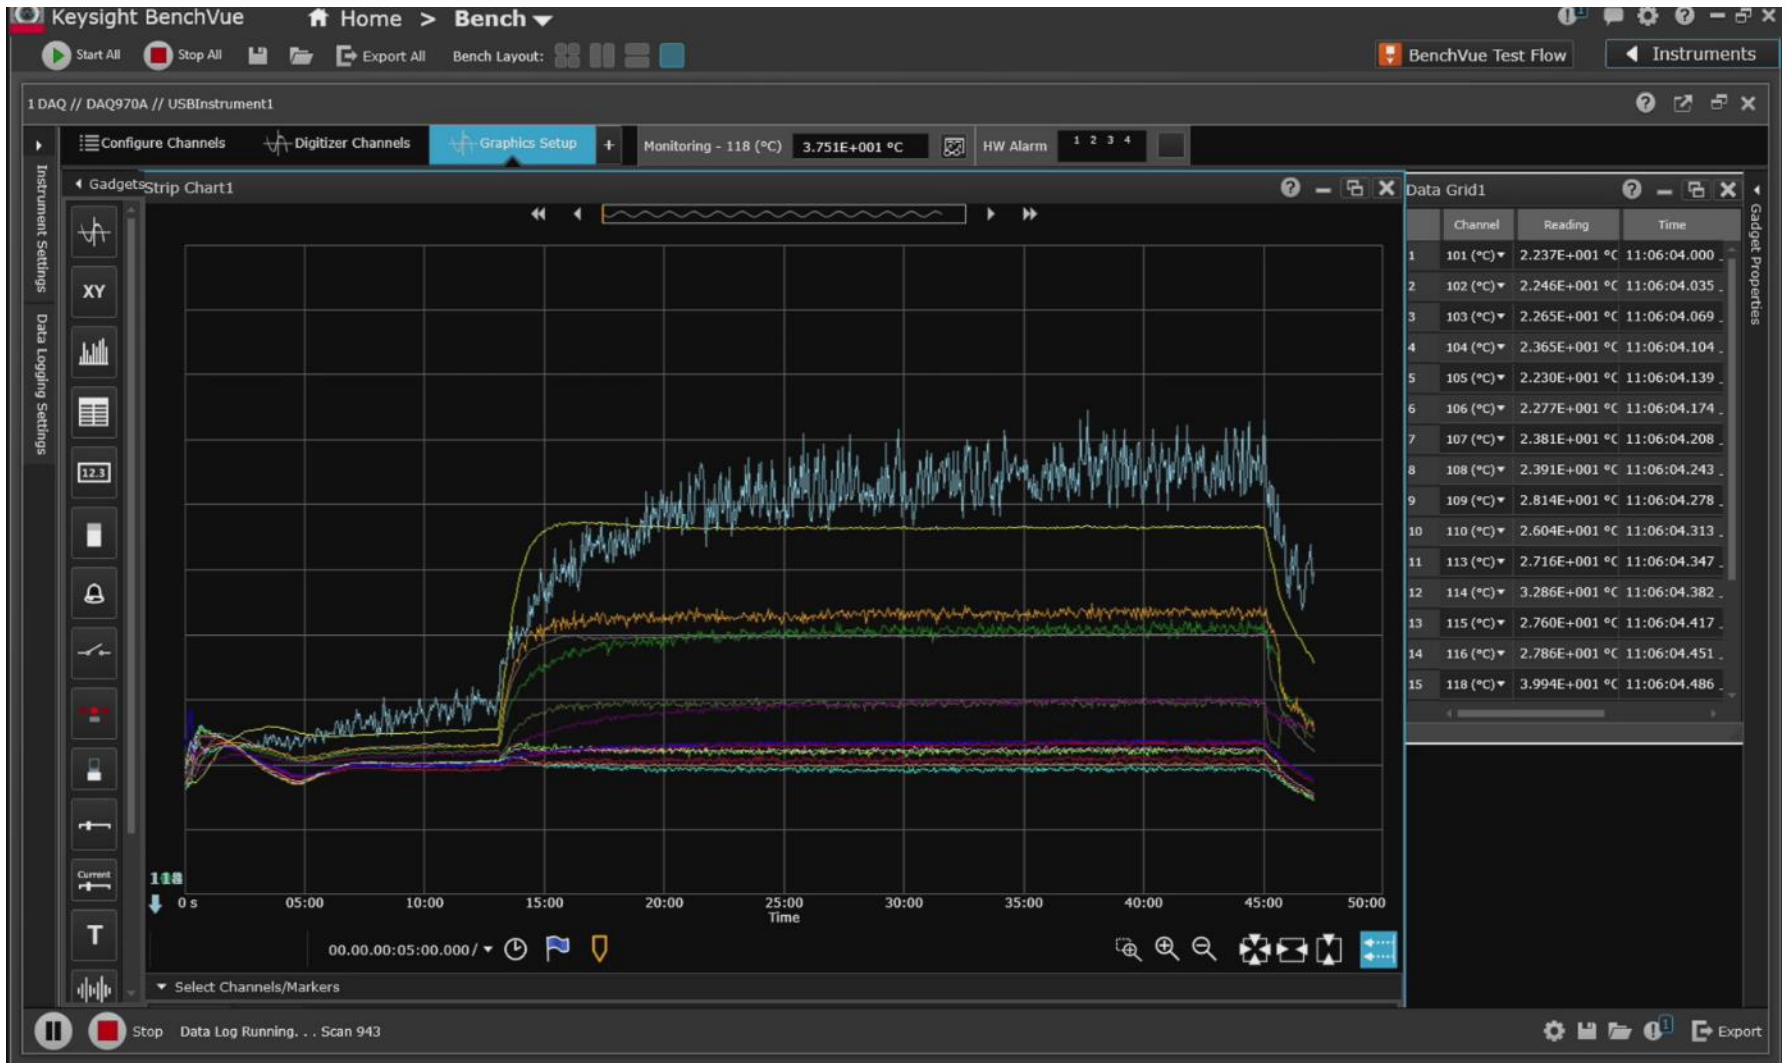 Keysight BenchVue
Home > Bench
Start All
Stop All
Export All
Bench Layout:
BenchVue Test Flow
Instruments
1 DAQ // DAQ970A // USBInstrument1
Configure Channels
Digitizer Channels
Graphics Setup
+
Monitoring - 118 (°C)
3.751E+001 °C
HW Alarm
1 2 3 4
Instrument Settings
Data Logging Settings
Gadgets
XY
12.3
Current
T
Strip Chart1
0 s
05:00
10:00
15:00
20:00
25:00
30:00
35:00
40:00
45:00
50:00
Time
00.00.00:05:00.000/
Select Channels/Markers
Data Grid1
Channel Reading Time
1 101 (°C) 2.237E+001 °C 11:06:04.000
2 102 (°C) 2.246E+001 °C 11:06:04.035
3 103 (°C) 2.265E+001 °C 11:06:04.069
4 104 (°C) 2.365E+001 °C 11:06:04.104
5 105 (°C) 2.230E+001 °C 11:06:04.139
6 106 (°C) 2.277E+001 °C 11:06:04.174
7 107 (°C) 2.381E+001 °C 11:06:04.208
8 108 (°C) 2.391E+001 °C 11:06:04.243
9 109 (°C) 2.814E+001 °C 11:06:04.278
10 110 (°C) 2.604E+001 °C 11:06:04.313
11 113 (°C) 2.716E+001 °C 11:06:04.347
12 114 (°C) 3.286E+001 °C 11:06:04.382
13 115 (°C) 2.760E+001 °C 11:06:04.417
14 116 (°C) 2.786E+001 °C 11:06:04.451
15 118 (°C) 3.994E+001 °C 11:06:04.486
Gadget Properties
Stop
Data Log Running. . . Scan 943
1
Export